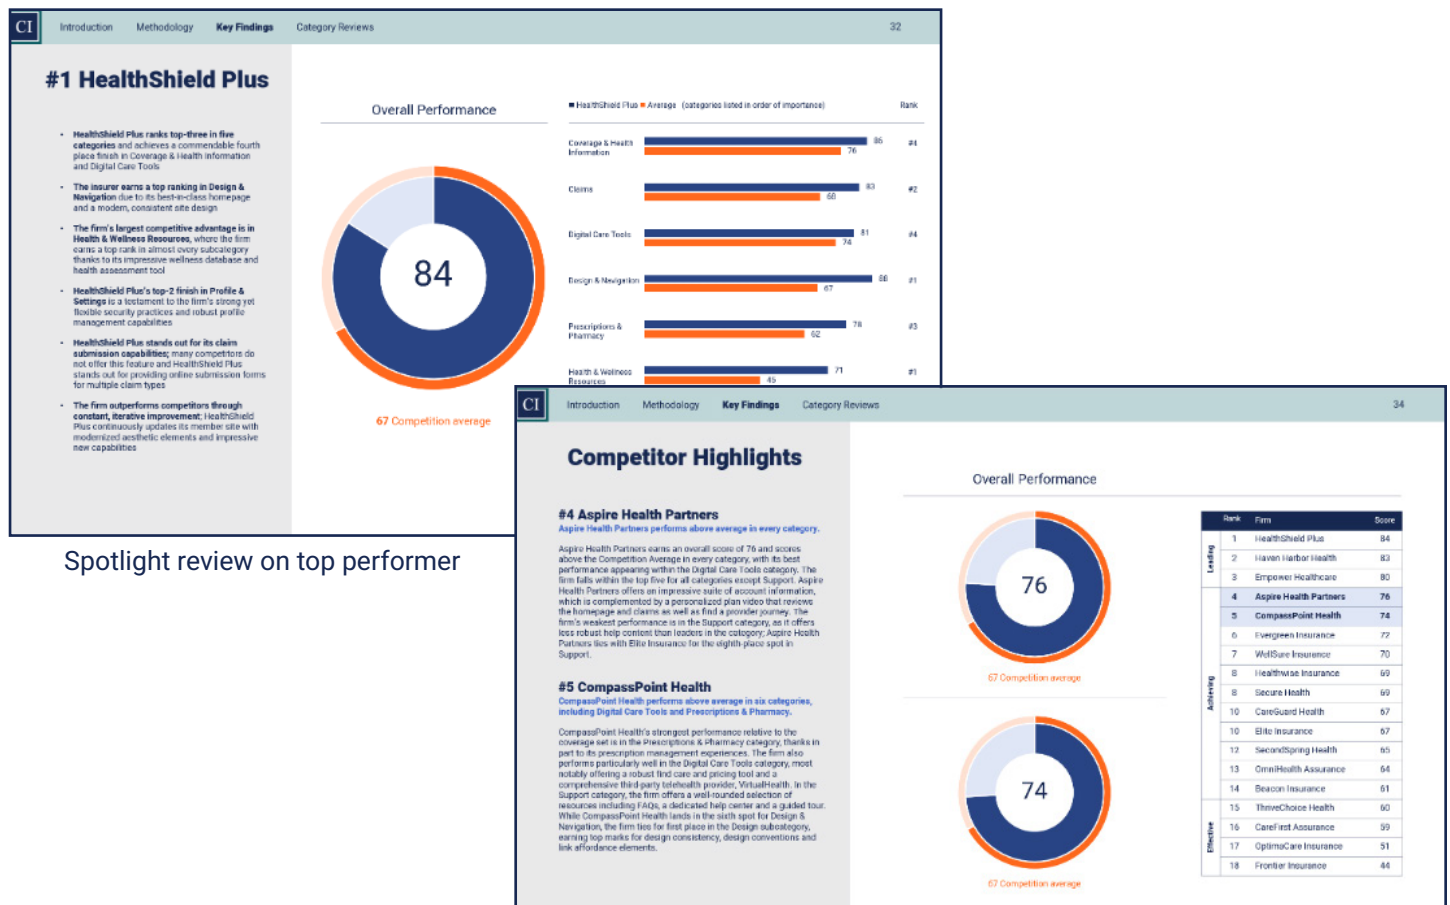 CI Introduction Methodology Key Findings Category Reviews 32
#1 HealthShield Plus
• HealthShield Plus ranks top-three in five
categories and achieves a commendable fourth
place finish in Coverage & Health Information
and Digital Care Tools
• The insurer earns a top ranking in Design &
Navigation due to its best-in-class homepage
and a modern, consistent site design
• The firm's largest competitive advantage is in
Health & Wellness Resources, where the firm
earns a top rank in almost every subcategory
thanks to its impressive wellness database and
health assessment tool
• HealthShield Plus's top-2 finish in Profile &
Settings is a testament to the firm's strong yet
flexible security practices and robust profile
management capabilities
• HealthShield Plus stands out for its claim
submission capabilities; many competitors do
not offer this feature and HealthShield Plus
stands out for providing online submission forms
for multiple claim types
• The firm outperforms competitors through
constant, iterative improvement; HealthShield
Plus continuously updates its member site with
modernized aesthetic elements and impressive
new capabilities
Overall Performance
84
67 Competition average
HealthShield Plus Average (categories listed in order of importance) Rank
Coverage & Health
Information
86
76
#4
Claims
83
68
#2
Digital Care Tools
81
74
#4
Design & Navigation
88
67
#1
Prescriptions &
Pharmacy
78
62
#3
Health & Wellness
Resources
71
45
#1
Spotlight review on top performer
CI Introduction Methodology Key Findings Category Reviews 34
Competitor Highlights
#4 Aspire Health Partners
Aspire Health Partners performs above average in every category.
Aspire Health Partners earns an overall score of 76 and scores
above the Competition Average in every category, with its best
performance appearing within the Digital Care Tools category. The
firm falls within the top five for all categories except Support. Aspire
Health Partners offers an impressive suite of account information,
which is complemented by a personalized plan video that reviews
the homepage and claims as well as find a provider journey. The
firm's weakest performance is in the Support category, as it offers
less robust help content than leaders in the category; Aspire Health
Partners ties with Elite Insurance for the eighth-place spot in
Support.
#5 CompassPoint Health
CompassPoint Health performs above average in six categories,
including Digital Care Tools and Prescriptions & Pharmacy.
CompassPoint Health's strongest performance relative to the
coverage set is in the Prescriptions & Pharmacy category, thanks in
part to its prescription management experiences. The firm also
performs particularly well in the Digital Care Tools category, most
notably offering a robust find care and pricing tool and a
comprehensive third-party telehealth provider, VirtualHealth. In the
Support category, the firm offers a well-rounded selection of
resources including FAQs, a dedicated help center and a guided tour.
While CompassPoint Health lands in the sixth spot for Design &
Navigation, the firm ties for first place in the Design subcategory,
earning top marks for design consistency, design conventions and
link affordance elements.
Overall Performance
76
67 Competition average
74
67 Competition average
Rank Firm Score
Leading
1 HealthShield Plus 84
2 Haven Harbor Health 83
3 Empower Healthcare 80
Achieving
4 Aspire Health Partners 76
5 CompassPoint Health 74
6 Evergreen Insurance 72
7 WellSure Insurance 70
8 Healthwise Insurance 69
8 Secure Health 69
10 CareGuard Health 67
10 Elite Insurance 67
12 SecondSpring Health 65
13 OmniHealth Assurance 64
14 Beacon Insurance 61
Effective
15 ThriveChoice Health 60
16 CareFirst Assurance 59
17 OptimaCare Insurance 51
18 Frontier Insurance 44